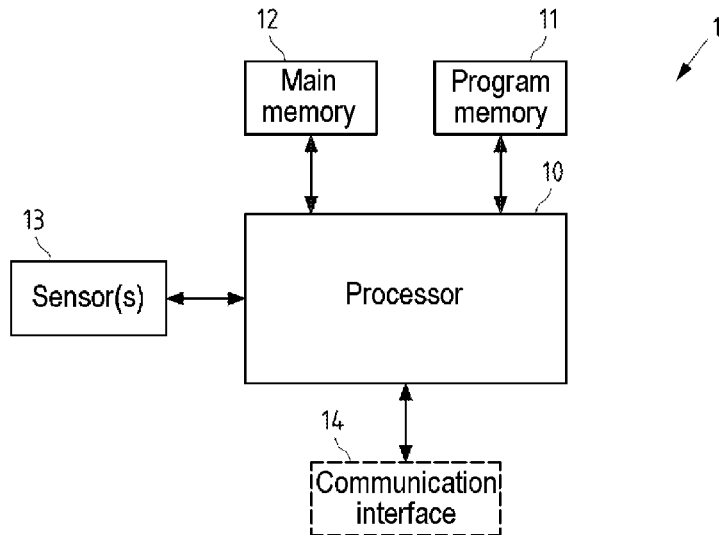 12
11
1
Main
memory
Program
memory
10
13
Sensor(s)
Processor
14
Communication
interface